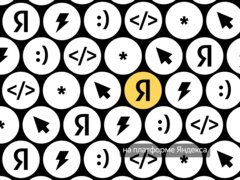 Я :) </> * Я
:) </> * Я :)
</> * Я </>
Я :) </> * Я
* Я :) </>
на платформе Яндекса